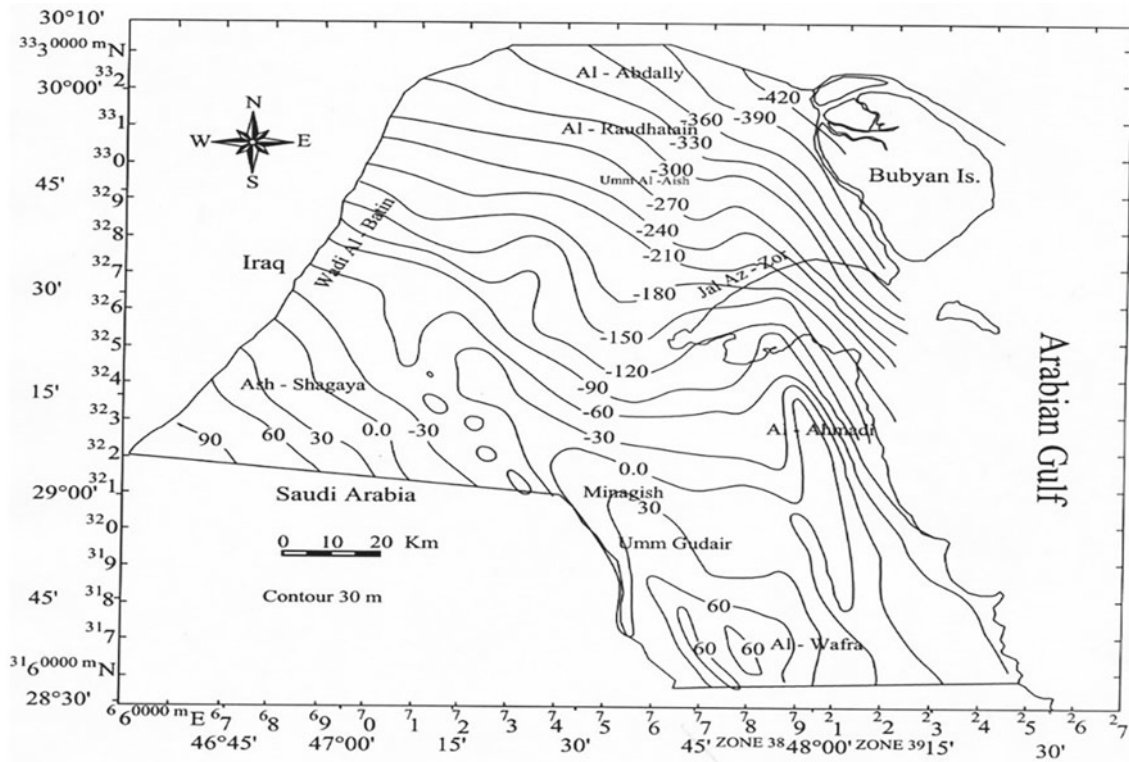 30°10'
33 30000 m N
33 2
30°00'
33 1
33 0
45'
32 9
32 8
32 7
30'
32 6
32 5
15'
32 4
32 3
32 2
32 1
29°00'
32 0
31 9
31 8
45'
31 7
31 60000 m N
28°30'
N
W E
S
Al - Abdally
-420
-360
-390
Al - Raudhatain
-330
-300
Bubyan Is.
Umm Al -Aish
-270
-240
-210
Wadi Al - Batin
Iraq
Jal Az - Zor
-180
-150
-120
-90
-60
-30
Ash - Shagaya
90
60
30
0.0
-30
Al - Ahmadi
0.0
Arabian Gulf
Saudi Arabia
Minagish
30
0 10 20 Km
Umm Gudair
Contour 30 m
60
60
60
Al - Wafra
6 60000 m E
6 7
6 8
6 9
7 0
7 1
7 2
7 3
7 4
7 5
7 6
7 7
7 8
7 9
2 1
2 2
2 3
2 4
2 5
2 6
2 7
46°45' 47°00' 15' 30' 45' ZONE 38 48°00' ZONE 39 15' 30'